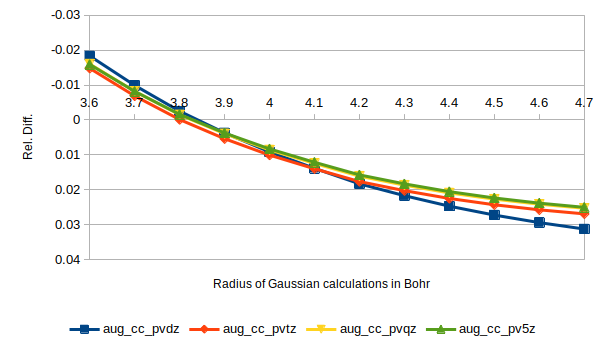 -0.03
-0.02
-0.01
3.6 3.7 3.8 3.9 4 4.1 4.2 4.3 4.4 4.5 4.6 4.7
0
0.01
0.02
0.03
0.04
Rel. Diff.
Radius of Gaussian calculations in Bohr
aug_cc_pvdz aug_cc_pvtz aug_cc_pvqz aug_cc_pv5z